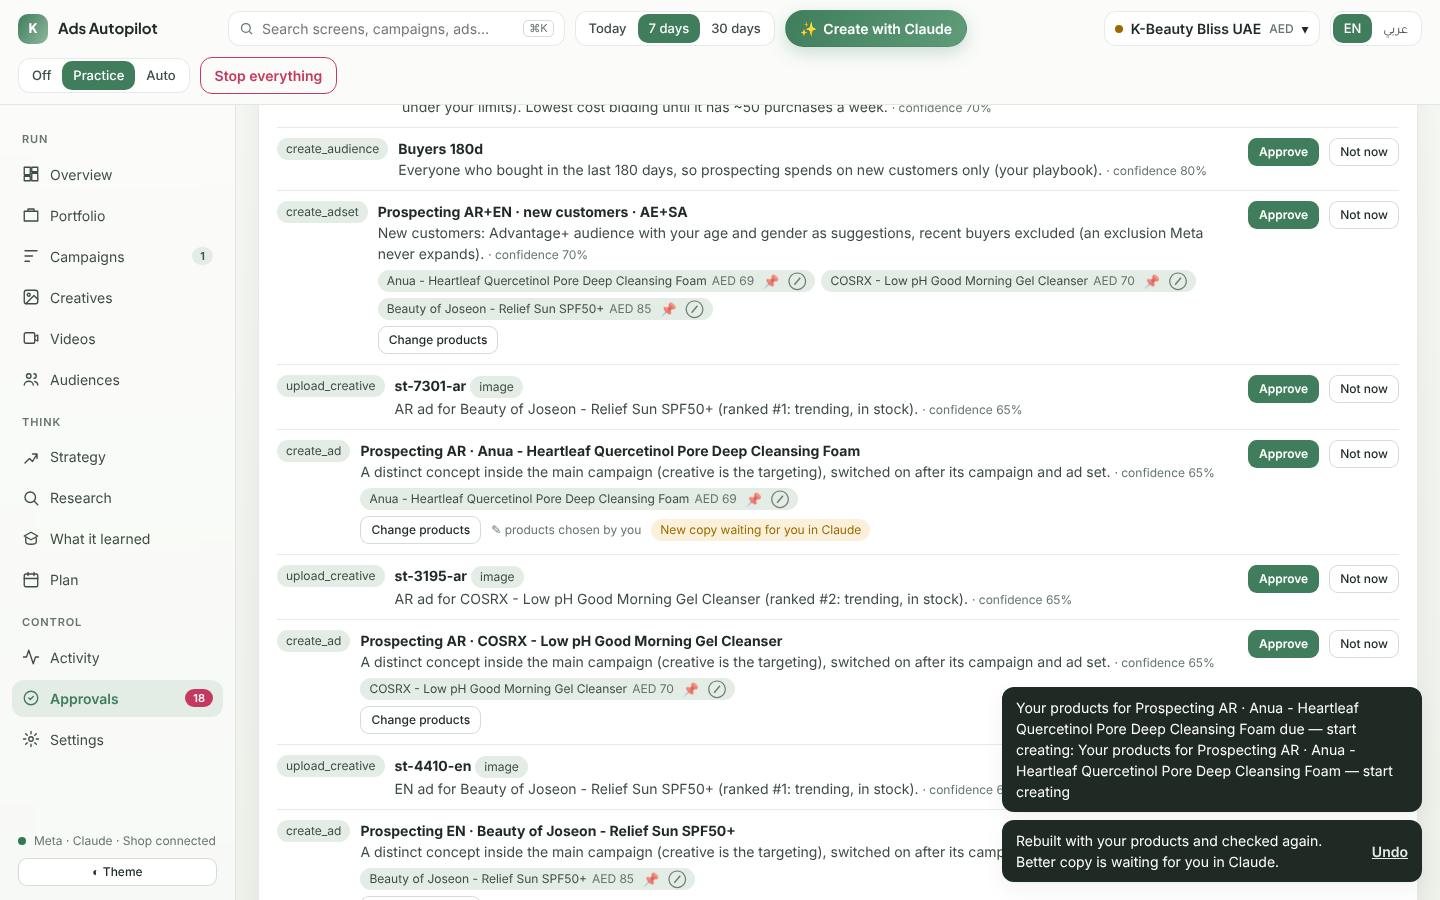 K Ads Autopilot
Search screens, campaigns, ads... ⌘K
Today 7 days 30 days
✨ Create with Claude
K-Beauty Bliss UAE AED ▾
EN عربي
Off Practice Auto
Stop everything
RUN
Overview
Portfolio
Campaigns 1
Creatives
Videos
Audiences
THINK
Strategy
Research
What it learned
Plan
CONTROL
Activity
Approvals 18
Settings
Meta · Claude · Shop connected
Theme
under your limits). Lowest cost bidding until it has ~50 purchases a week. · confidence 70%
create_audience Buyers 180d Approve Not now
Everyone who bought in the last 180 days, so prospecting spends on new customers only (your playbook). · confidence 80%
create_adset Prospecting AR+EN · new customers · AE+SA Approve Not now
New customers: Advantage+ audience with your age and gender as suggestions, recent buyers excluded (an exclusion Meta
never expands). · confidence 70%
Anua - Heartleaf Quercetinol Pore Deep Cleansing Foam AED 69 📌 COSRX - Low pH Good Morning Gel Cleanser AED 70 📌
Beauty of Joseon - Relief Sun SPF50+ AED 85 📌
Change products
upload_creative st-7301-ar image Approve Not now
AR ad for Beauty of Joseon - Relief Sun SPF50+ (ranked #1: trending, in stock). · confidence 65%
create_ad Prospecting AR · Anua - Heartleaf Quercetinol Pore Deep Cleansing Foam Approve Not now
A distinct concept inside the main campaign (creative is the targeting), switched on after its campaign and ad set. · confidence 65%
Anua - Heartleaf Quercetinol Pore Deep Cleansing Foam AED 69 📌
Change products ✎ products chosen by you New copy waiting for you in Claude
upload_creative st-3195-ar image Approve Not now
AR ad for COSRX - Low pH Good Morning Gel Cleanser (ranked #2: trending, in stock). · confidence 65%
create_ad Prospecting AR · COSRX - Low pH Good Morning Gel Cleanser Approve Not now
A distinct concept inside the main campaign (creative is the targeting), switched on after its campaign and ad set. · confidence 65%
COSRX - Low pH Good Morning Gel Cleanser AED 70 📌
Change products
upload_creative st-4410-en image
EN ad for Beauty of Joseon - Relief Sun SPF50+ (ranked #1: trending, in stock). · confidence
create_ad Prospecting EN · Beauty of Joseon - Relief Sun SPF50+
A distinct concept inside the main campaign (creative is the targeting), switched on after its
Beauty of Joseon - Relief Sun SPF50+ AED 85 📌
Your products for Prospecting AR · Anua - Heartleaf
Quercetinol Pore Deep Cleansing Foam due — start
creating: Your products for Prospecting AR · Anua -
Heartleaf Quercetinol Pore Deep Cleansing Foam — start
creating
Rebuilt with your products and checked again.
Better copy is waiting for you in Claude.
Undo